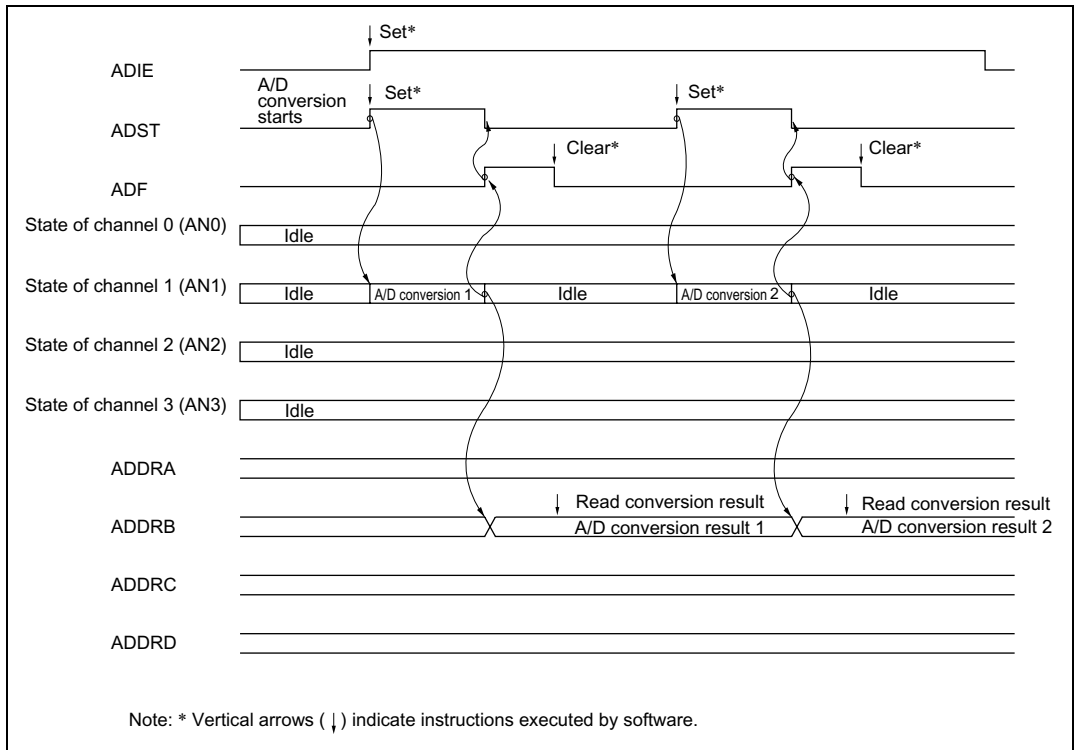 Set*
ADIE
A/D
conversion
starts
Set*
Set*
ADST
Clear*
Clear*
ADF
State of channel 0 (AN0)
Idle
State of channel 1 (AN1)
Idle
A/D conversion 1
Idle
A/D conversion 2
Idle
State of channel 2 (AN2)
Idle
State of channel 3 (AN3)
Idle
ADDRA
Read conversion result
Read conversion result
ADDRB
A/D conversion result 1
A/D conversion result 2
ADDRC
ADDRD
Note: * Vertical arrows (↓) indicate instructions executed by software.